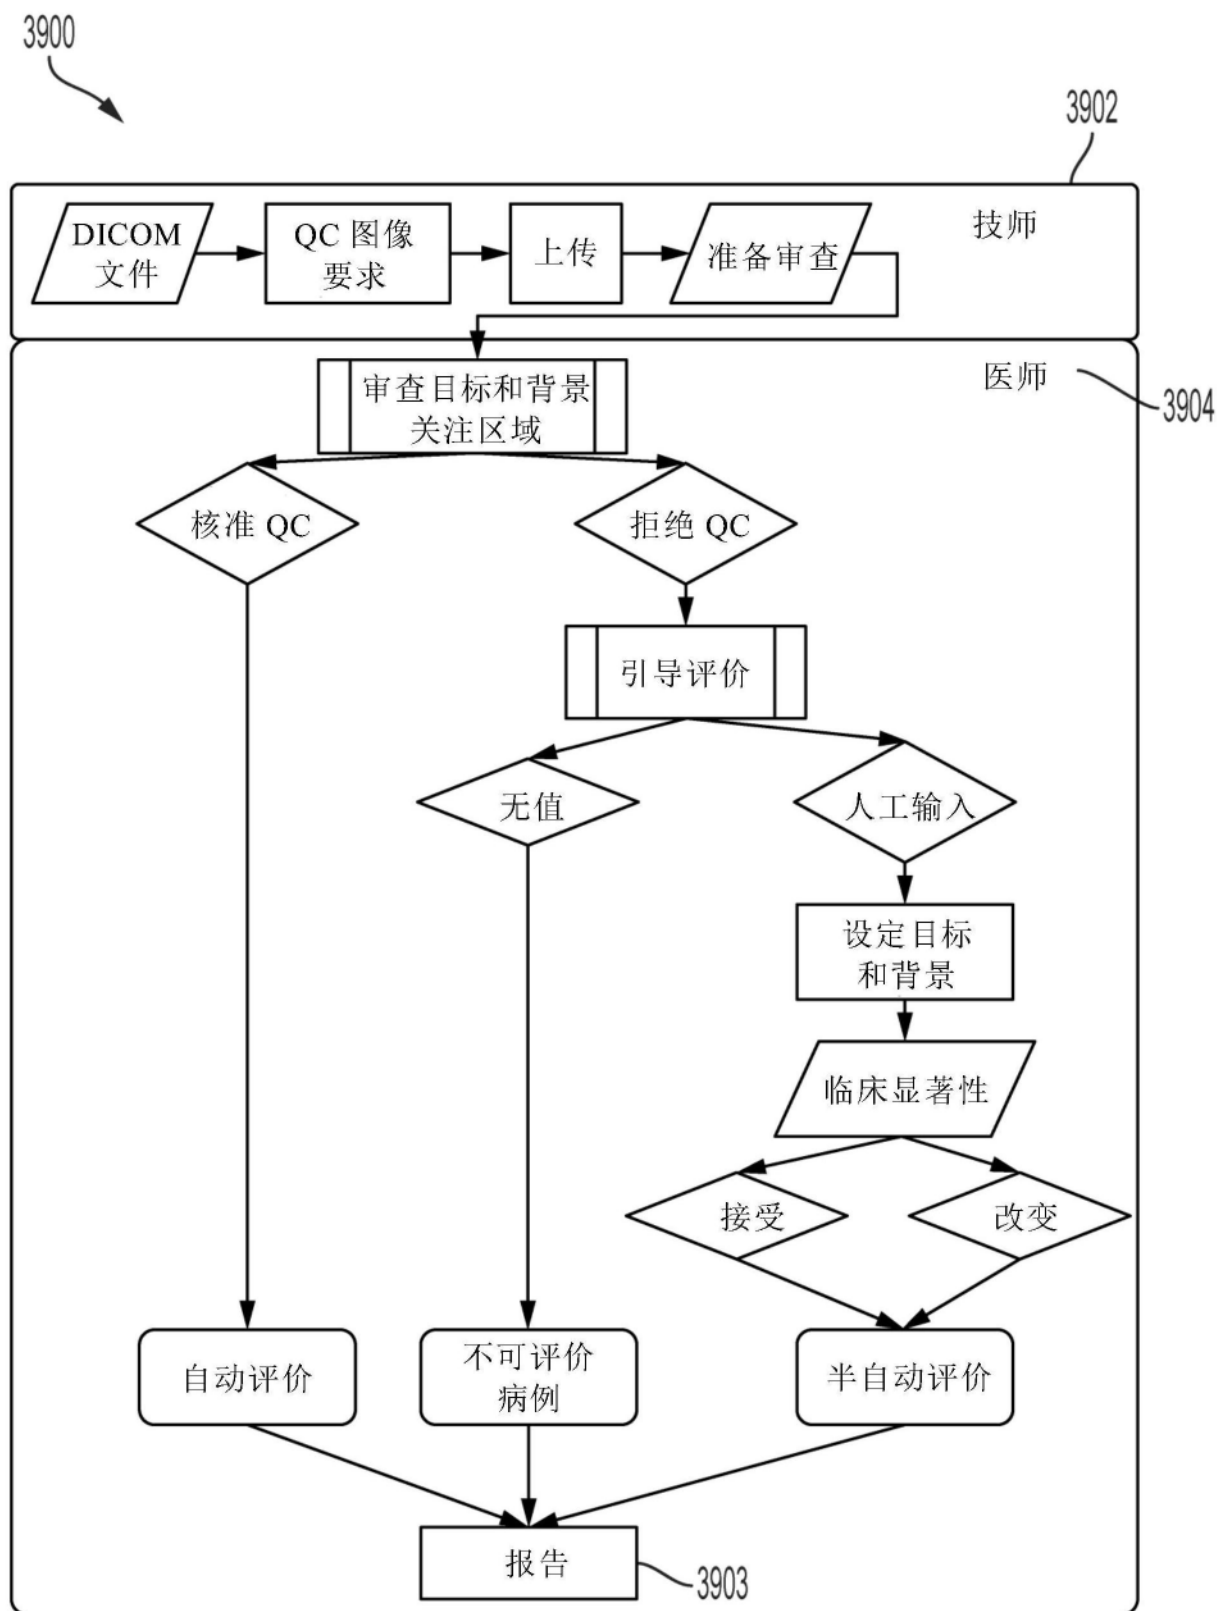 3900
3902
DICOM
文件
QC 图像
要求
上传
准备审查
技师
审查目标和背景
关注区域
医师
3904
核准 QC
拒绝 QC
引导评价
无值
人工输入
设定目标
和背景
临床显著性
接受
改变
自动评价
不可评价
病例
半自动评价
报告
3903